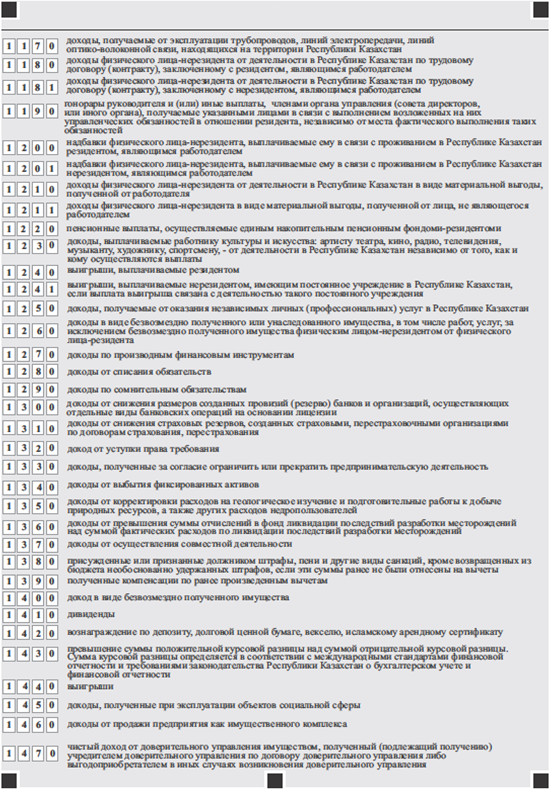 1170 доходы, получаемые от эксплуатации трубопроводов, линий электропередачи, линий
оптико-волоконной связи, находящихся на территории Республики Казахстан
1180 доходы физического лица-нерезидента от деятельности в Республике Казахстан по трудовому
договору (контракту), заключенному с резидентом, являющимся работодателем
1181 доходы физического лица-нерезидента от деятельности в Республике Казахстан по трудовому
договору (контракту), заключенному с нерезидентом, являющимся работодателем
1190 гонорары руководителя и (или) иные выплаты, членами органа управления (совета директоров,
или иного органа), получаемые указанными лицами в связи с выполнением возложенных на них
управленческих обязанностей в отношении резидента, независимо от места фактического выполнения таких
обязанностей
1200 надбавки физического лица-нерезидента, выплачиваемые ему в связи с проживанием в Республике Казахстан
резидентом, являющимся работодателем
1201 надбавки физического лица-нерезидента, выплачиваемые ему в связи с проживанием в Республике Казахстан
нерезидентом, являющимся работодателем
1210 доходы физического лица-нерезидента от деятельности в Республике Казахстан в виде материальной выгоды,
полученной от работодателя
1211 доходы физического лица-нерезидента в виде материальной выгоды, полученной от лица, не являющегося
работодателем
1220 пенсионные выплаты, осуществляемые единым накопительным пенсионным фондоми-резидентоми
1230 доходы, выплачиваемые работнику культуры и искусства: артисту театра, кино, радио, телевидения,
музыканту, художнику, спортсмену, - от деятельности в Республике Казахстан независимо от того, как и
кому осуществляются выплаты
1240 выигрыши, выплачиваемые резидентом
1241 выигрыши, выплачиваемые нерезидентом, имеющим постоянное учреждение в Республике Казахстан,
если выплата выигрыша связана с деятельностью такого постоянного учреждения
1250 доходы, получаемые от оказания независимых личных (профессиональных) услуг в Республике Казахстан
1260 доходы в виде безвозмездно полученного или унаследованного имущества, в том числе работ, услуг, за
исключением безвозмездно полученного имущества физическим лицом-нерезидентом от физического
лица-резидента
1270 доходы по производным финансовым инструментам
1280 доходы от списания обязательств
1290 доходы по сомнительным обязательствам
1300 доходы от снижения размеров созданных провизий (резерво) банков и организаций, осуществляющих
отдельные виды банковских операций на основании лицензии
1310 доходы от снижения страховых резервов, созданных страховыми, перестраховочными организациями
по договорам страхования, перестрахования
1320 доход от уступки права требования
1330 доходы, полученные за согласие ограничить или прекратить предпринимательскую деятельность
1340 доходы от выбытия фиксированных активов
1350 доходы от корректировки расходов на геологическое изучение и подготовительные работы к добыче
природных ресурсов, а также других расходов недропользователей
1360 доходы от превышения суммы отчислений в фонд ликвидации последствий разработки месторождений
над суммой фактических расходов по ликвидации последствий разработки месторождений
1370 доходы от осуществления совместной деятельности
1380 присужденные или признанные должником штрафы, пени и другие виды санкций, кроме возвращенных из
бюджета необоснованно удержанных штрафов, если эти суммы ранее не были отнесены на вычеты
1390 полученные компенсации по ранее произведенным вычетам
1400 доход в виде безвозмездно полученного имущества
1410 дивиденды
1420 вознаграждение по депозиту, долговой ценной бумаге, векселю, исламскому арендному сертификату
1430 превышение суммы положительной курсовой разницы над суммой отрицательной курсовой разницы.
Сумма курсовой разницы определяется в соответствии с международными стандартами финансовой
отчетности и требованиями законодательства Республики Казахстан о бухгалтерском учете и
финансовой отчетности
1440 выигрыши
1450 доходы, полученные при эксплуатации объектов социальной сферы
1460 доходы от продажи предприятия как имущественного комплекса
1470 чистый доход от доверительного управления имуществом, полученный (подлежащий получению)
учредителем доверительного управления по договору доверительного управления либо
выгодоприобретателем в иных случаях возникновения доверительного управления